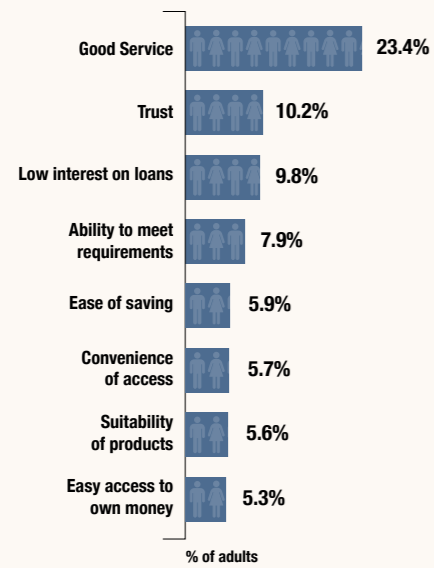 Good Service
23.4%
Trust
10.2%
Low interest on loans
9.8%
Ability to meet
requirements
7.9%
Ease of saving
5.9%
Convenience
of access
5.7%
Suitability
of products
5.6%
Easy access to
own money
5.3%
% of adults